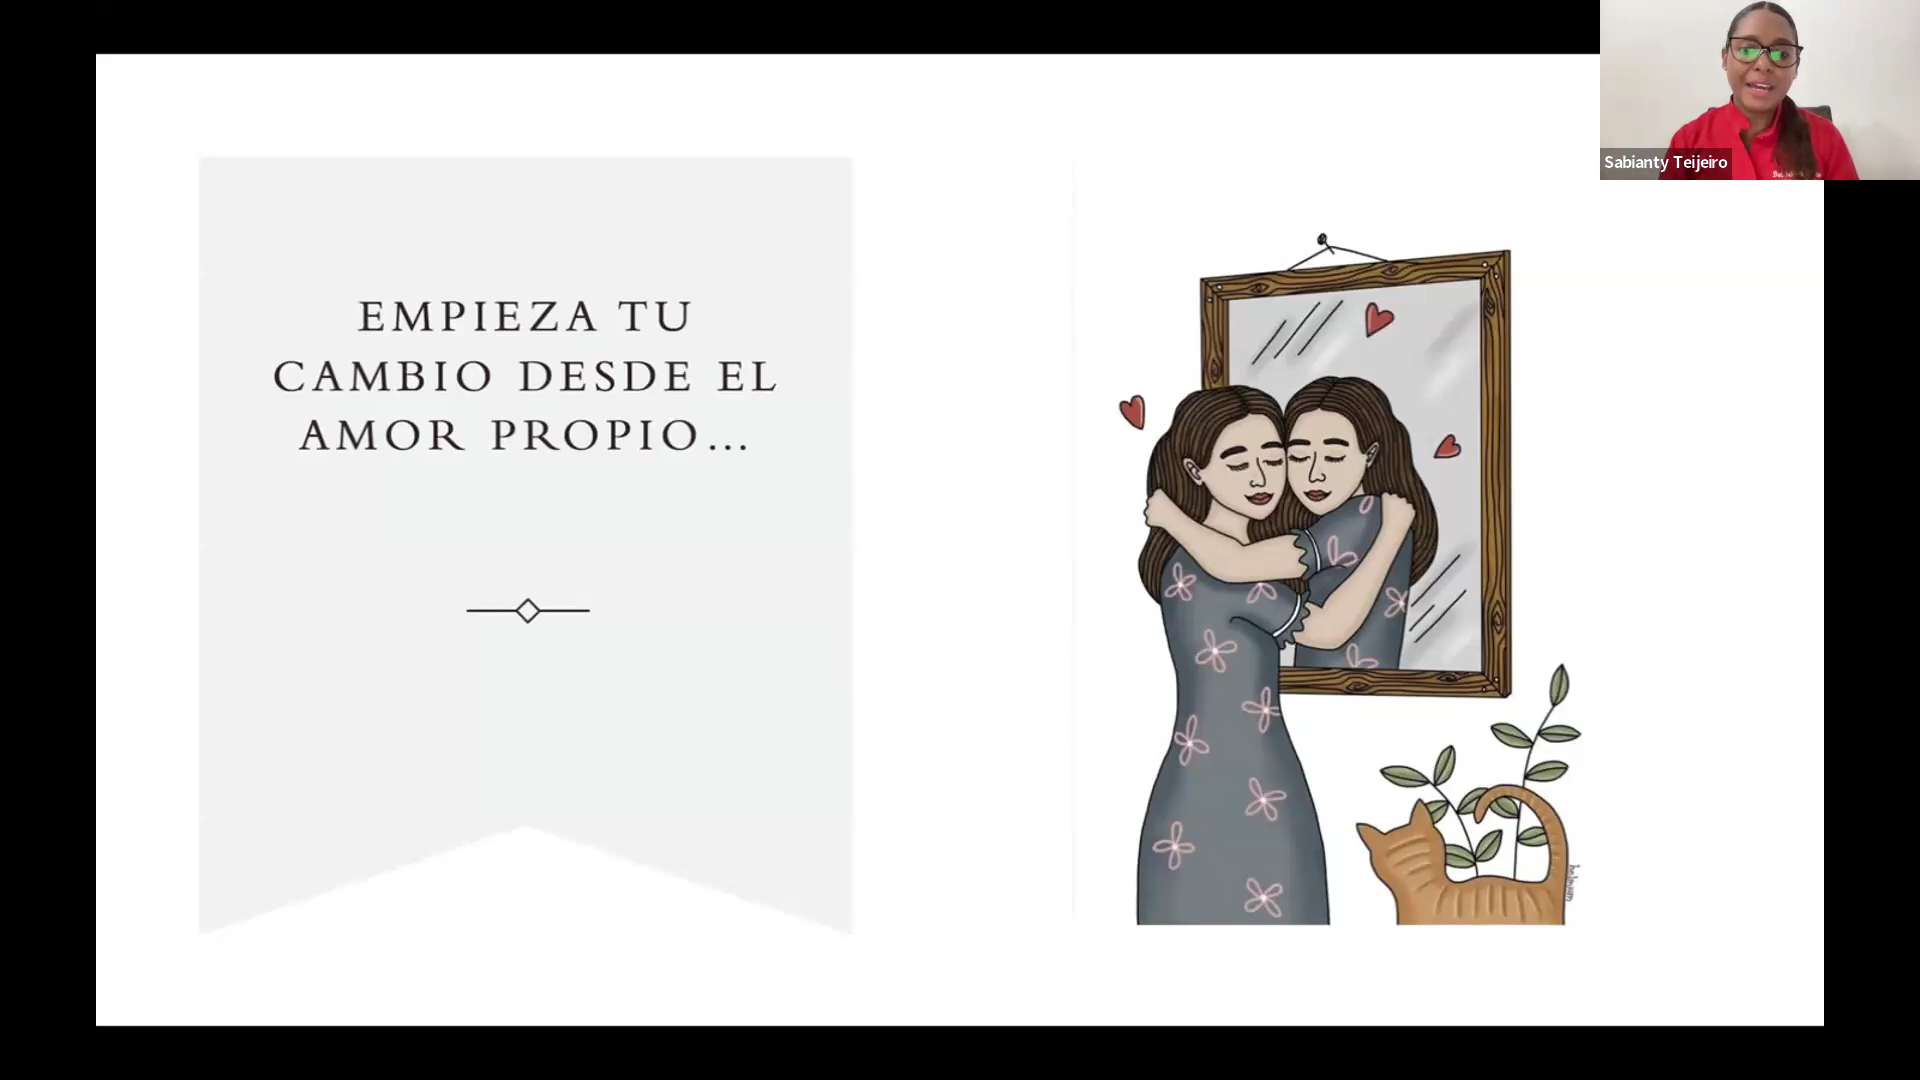 EMPIEZA TU
CAMBIO DESDE EL
AMOR PROPIO...
Sabianty Teijeiro